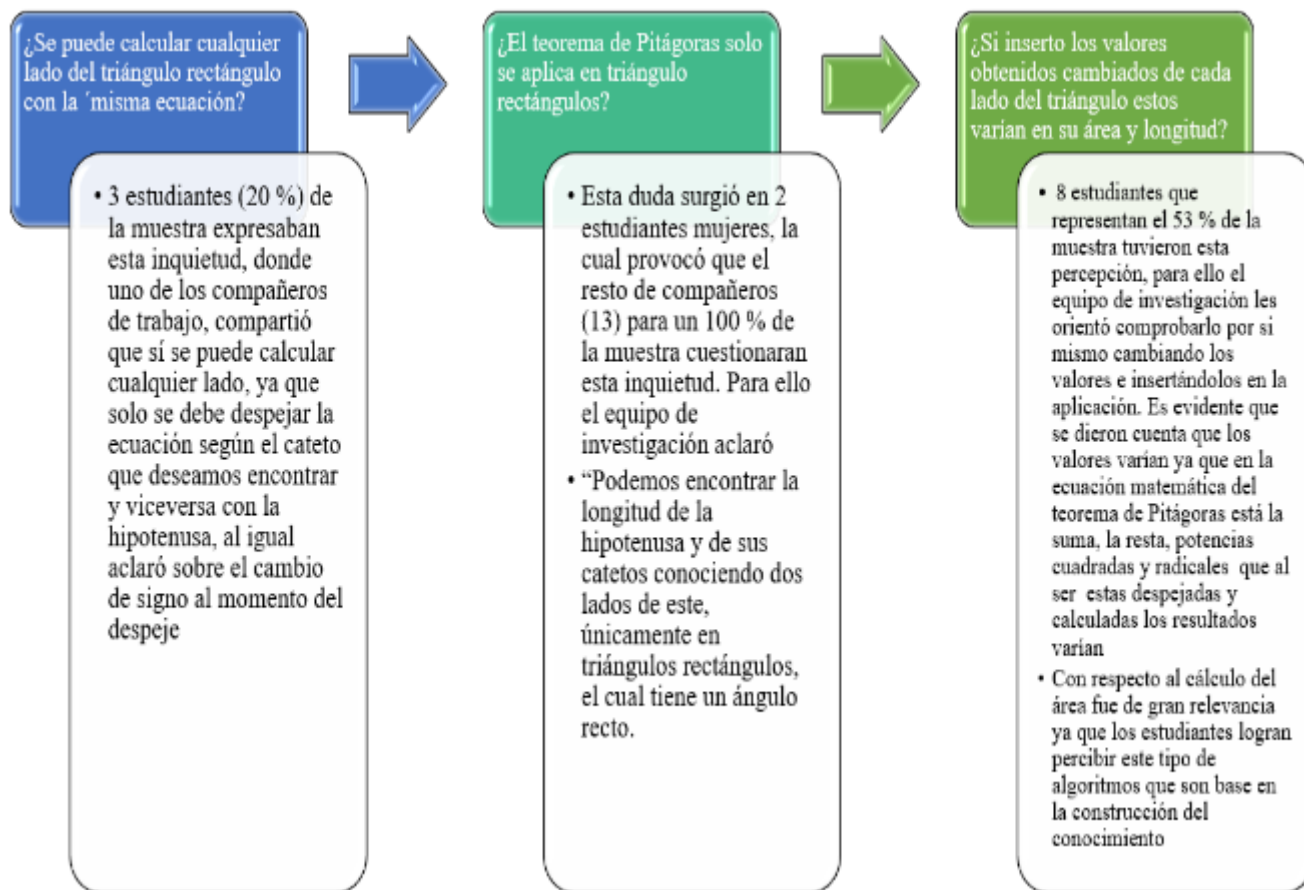 ¿Se puede calcular cualquier
lado del triángulo rectángulo
con la ´misma ecuación?
• 3 estudiantes (20 %) de
la muestra expresaban
esta inquietud, donde
uno de los compañeros
de trabajo, compartió
que sí se puede calcular
cualquier lado, ya que
solo se debe despejar la
ecuación según el cateto
que deseamos encontrar
y viceversa con la
hipotenusa, al igual
aclaró sobre el cambio
de signo al momento del
despeje
¿El teorema de Pitágoras solo
se aplica en triángulo
rectángulos?
• Esta duda surgió en 2
estudiantes mujeres, la
cual provocó que el
resto de compañeros
(13) para un 100 % de
la muestra cuestionaran
esta inquietud. Para ello
el equipo de
investigación aclaró
• “Podemos encontrar la
longitud de la
hipotenusa y de sus
catetos conociendo dos
lados de este,
únicamente en
triángulos rectángulos,
el cual tiene un ángulo
recto.
¿Si inserto los valores
obtenidos cambiados de cada
lado del triángulo estos
varían en su área y longitud?
• 8 estudiantes que
representan el 53 % de la
muestra tuvieron esta
percepción, para ello el
equipo de investigación les
orientó comprobarlo por si
mismo cambiando los
valores e insertándolos en la
aplicación. Es evidente que
se dieron cuenta que los
valores varían ya que en la
ecuación matemática del
teorema de Pitágoras está la
suma, la resta, potencias
cuadradas y radicales que al
ser estas despejadas y
calculadas los resultados
varían
• Con respecto al cálculo del
área fue de gran relevancia
ya que los estudiantes logran
percibir este tipo de
algoritmos que son base en
la construcción del
conocimiento